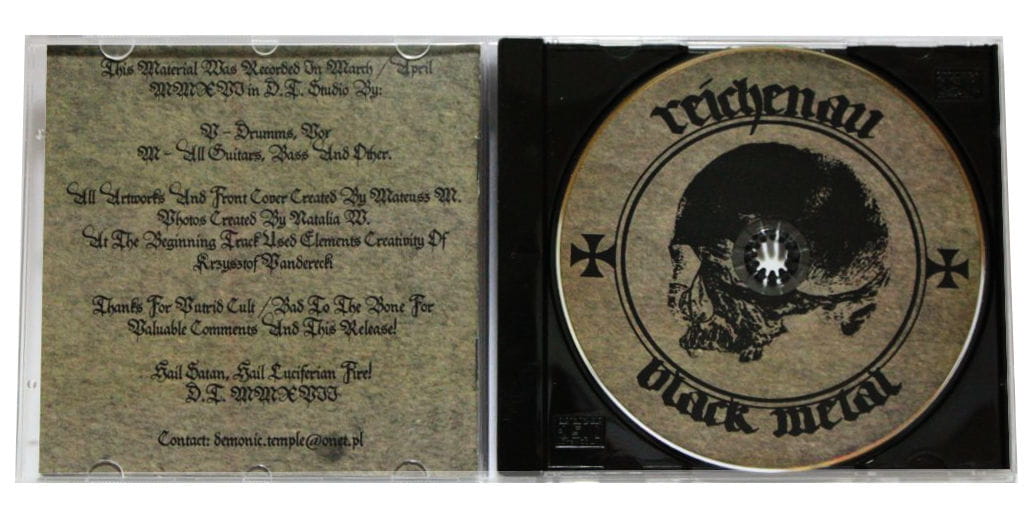 This Material Was Recorded In March / April
MMXVI in D.T. Studio By:
V - Drumms, Vox
M - All Guitars, Bass And Other.
All Artworks And Front Cover Created By Mateusz M.
Photos Created By Natalia W.
At The Beginning Track Used Elements Creativity Of
Krzysztof Penderecki
Thanks For Putrid Cult / Bad To The Bone For
Valuable Comments And This Release!
Hail Satan, Hail Luciferian Fire!
D.T. MMXVII
Contact: demonic.temple@onet.pl
reichenau
black metal